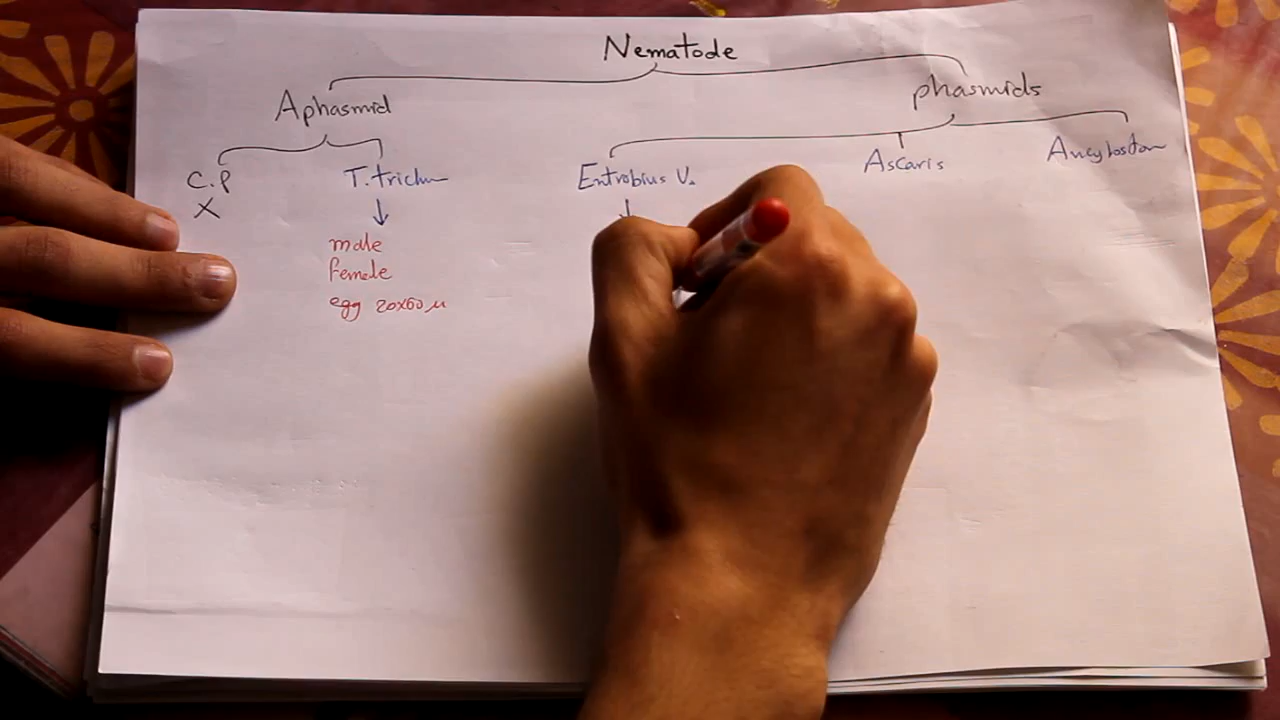 Nematode
Aphasmid
phasmids
C.P
T.trichu
Entrobius V.
Ascaris
Ancylostom
X
male
female
egg 20x60 µ